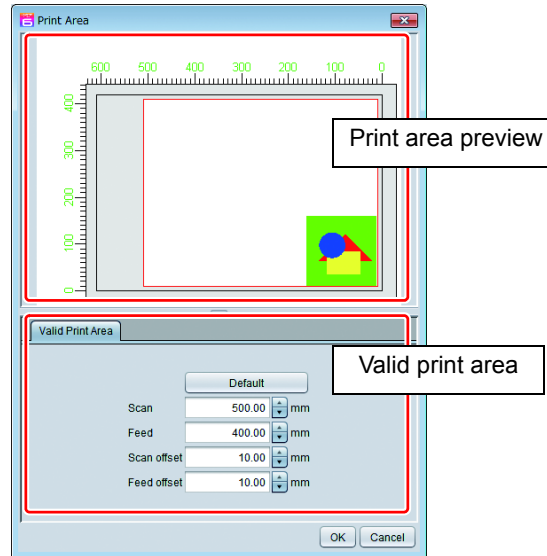 Print Area
600 500 400 300 200 100 0
400
300
200
100
0
Print area preview
Valid Print Area
Valid print area
Default
Scan 500.00 mm
Feed 400.00 mm
Scan offset 10.00 mm
Feed offset 10.00 mm
OK Cancel